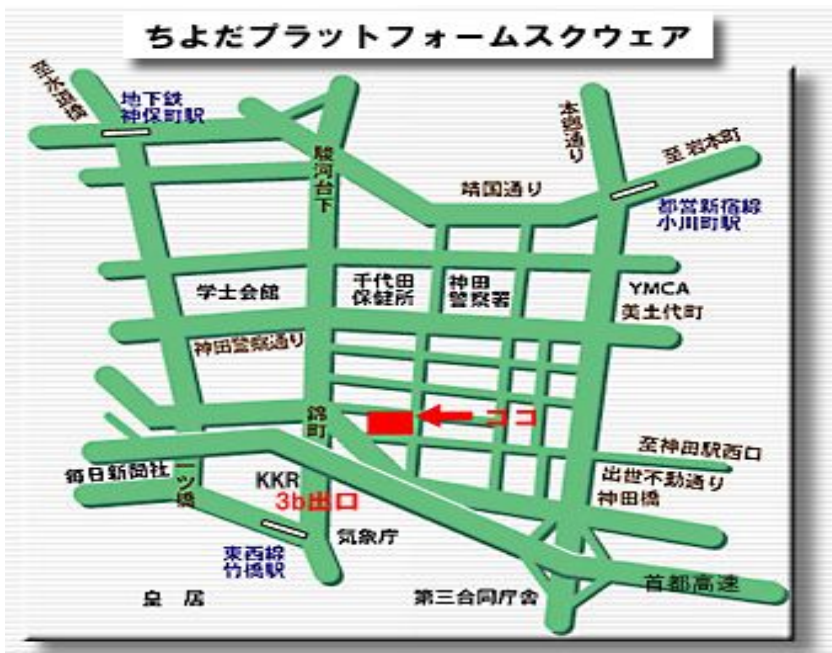 ちよだプラットフォームスクウェア
至水道橋
地下鉄
神保町駅
駿河台下
本郷通り
至 岩本町
靖国通り
都営新宿線
小川町駅
学士会館
千代田
保健所
神田
警察署
YMCA
美土代町
神田警察通り
錦町
ココ
至神田駅西口
毎日新聞社
一ツ橋
KKR
3b出口
出世不動通り
神田橋
気象庁
東西線
竹橋駅
首都高速
皇 居
第三合同庁舎